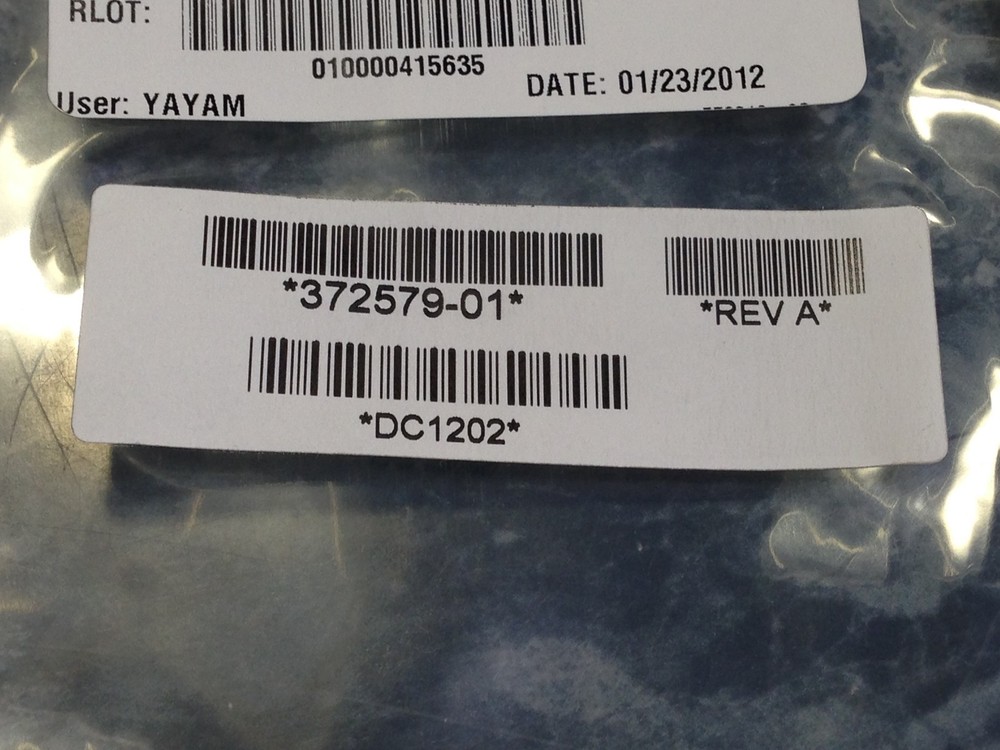 RLOT:
010000415635
DATE: 01/23/2012
User: YAYAM
*372579-01*
*REV A*
*DC1202*